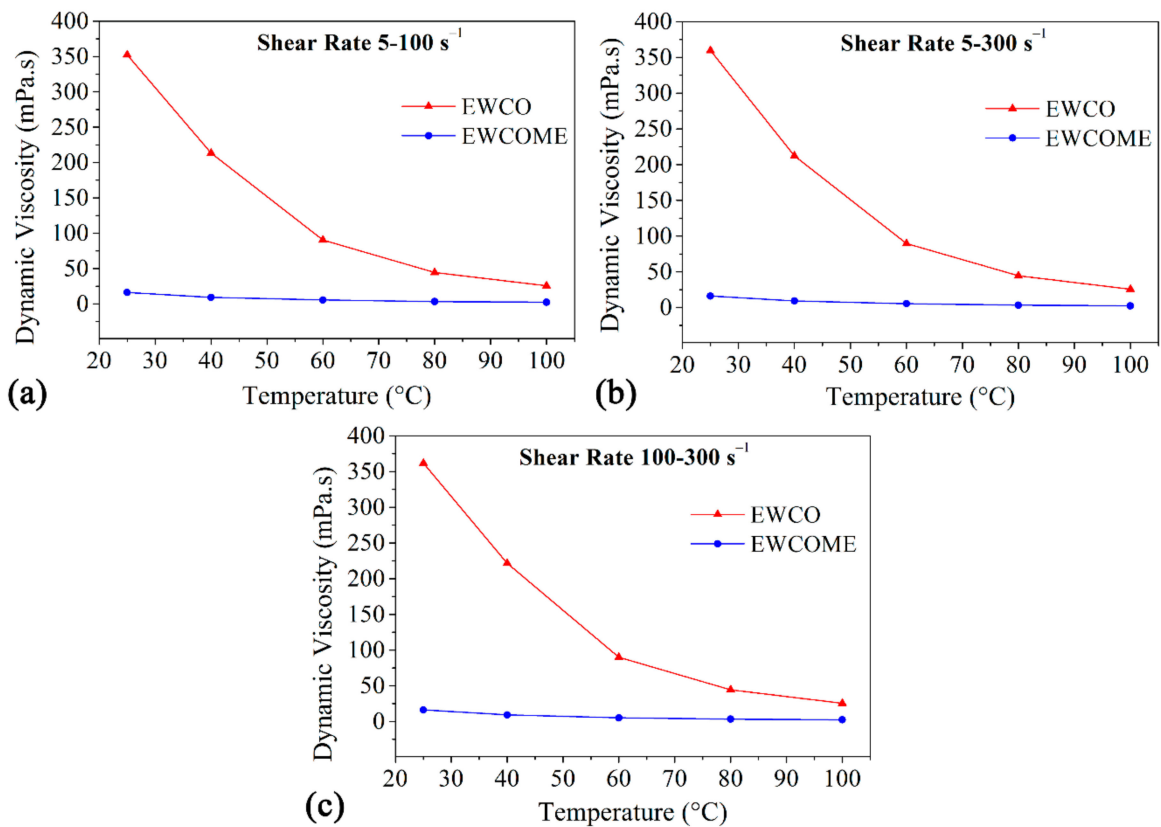 Shear Rate 5-100 s⁻¹
EWCO
EWCOME
Dynamic Viscosity (mPa.s)
400
350
300
250
200
150
100
50
0
20 30 40 50 60 70 80 90 100
Temperature (°C)
(a)
Shear Rate 5-300 s⁻¹
EWCO
EWCOME
Dynamic Viscosity (mPa.s)
400
350
300
250
200
150
100
50
0
20 30 40 50 60 70 80 90 100
Temperature (°C)
(b)
Shear Rate 100-300 s⁻¹
EWCO
EWCOME
Dynamic Viscosity (mPa.s)
400
350
300
250
200
150
100
50
0
20 30 40 50 60 70 80 90 100
Temperature (°C)
(c)